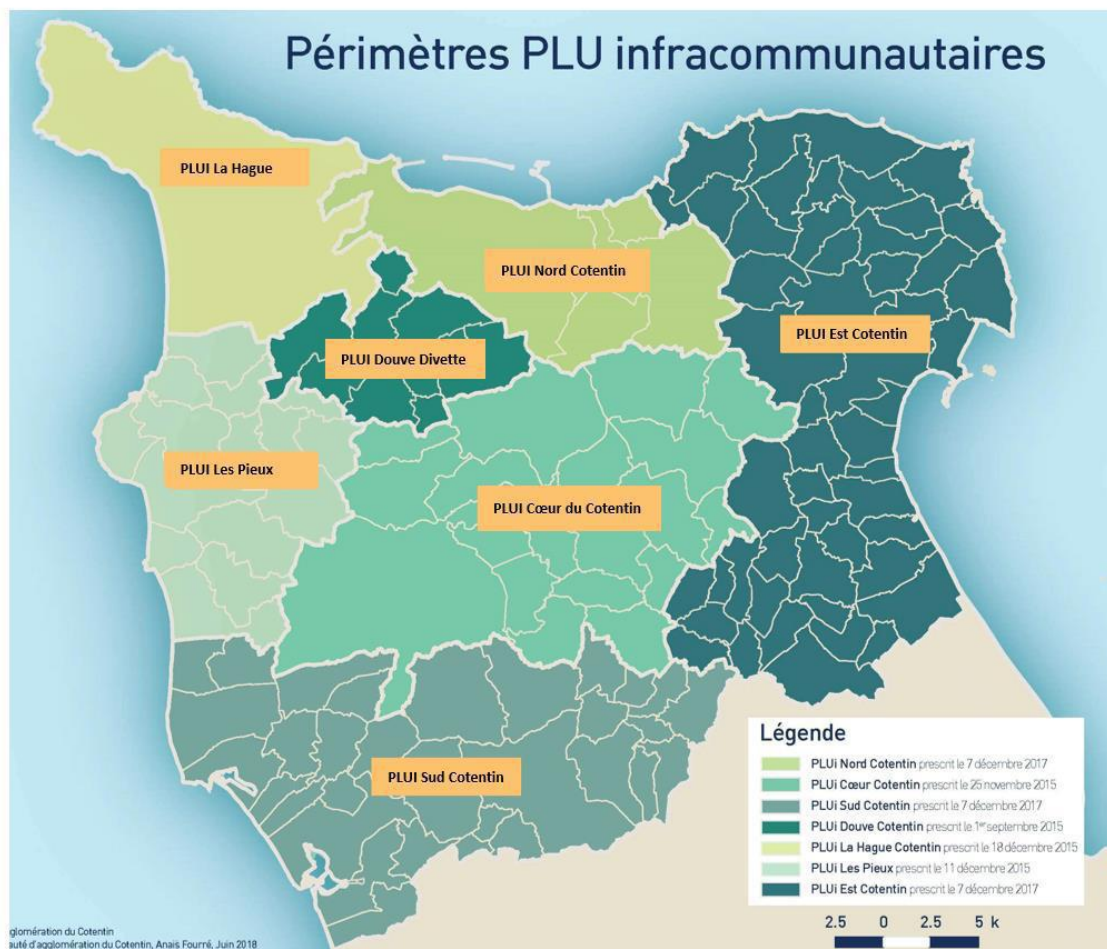 Périmètres PLU infracommunautaires
PLUI La Hague
PLUI Nord Cotentin
PLUI Est Cotentin
PLUI Douve Divette
PLUI Les Pieux
PLUI Cœur du Cotentin
PLUI Sud Cotentin
Légende
PLUi Nord Cotentin prescrit le 7 décembre 2017
PLUi Cœur Cotentin prescrit le 25 novembre 2015
PLUi Sud Cotentin prescrit le 7 décembre 2017
PLUi Douve Cotentin prescrit le 1er septembre 2015
PLUi La Hague Cotentin prescrit le 18 décembre 2015
PLUi Les Pieux prescrit le 11 décembre 2015
PLUi Est Cotentin prescrit le 7 décembre 2017
2.5 0 2.5 5 k
glomération du Cotentin
auté d'agglomération du Cotentin, Anais Fourré, Juin 2018